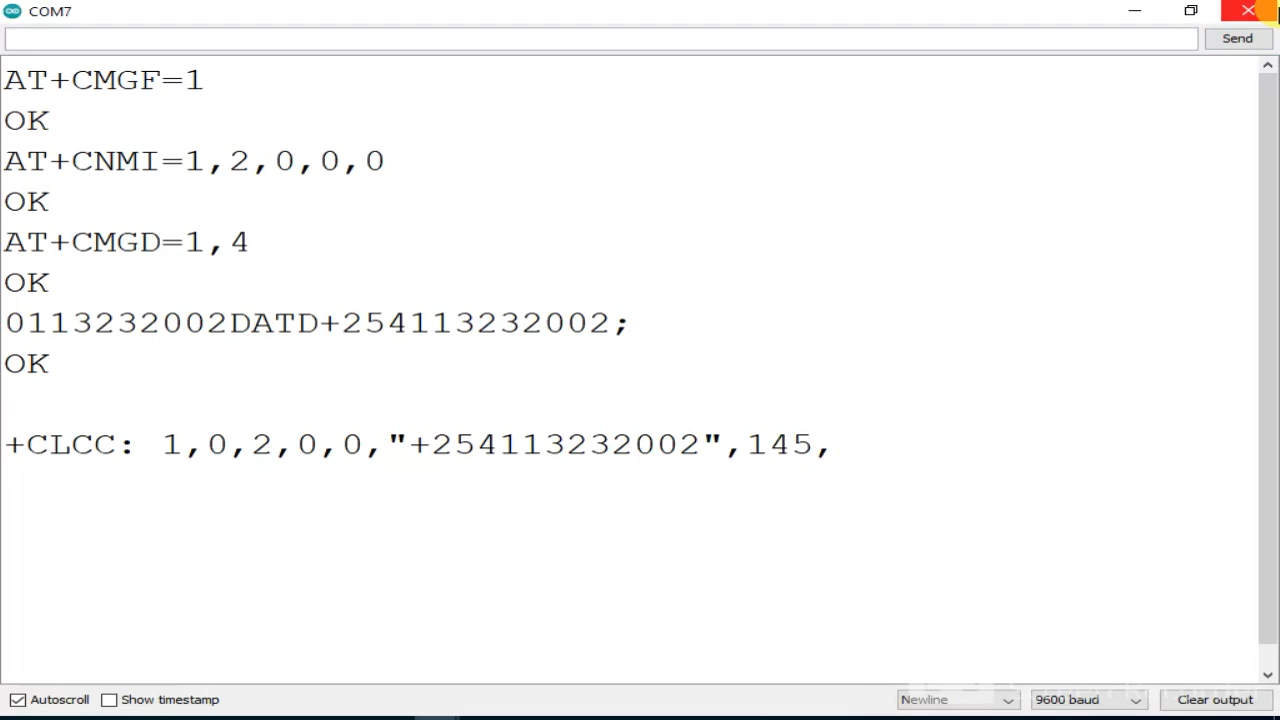 COM7
Send
AT+CMGF=1
OK
AT+CNMI=1,2,0,0,0
OK
AT+CMGD=1,4
OK
0113232002DATD+254113232002;
OK
+CLCC: 1,0,2,0,0,"+254113232002",145,
Autoscroll Show timestamp Newline 9600 baud Clear output